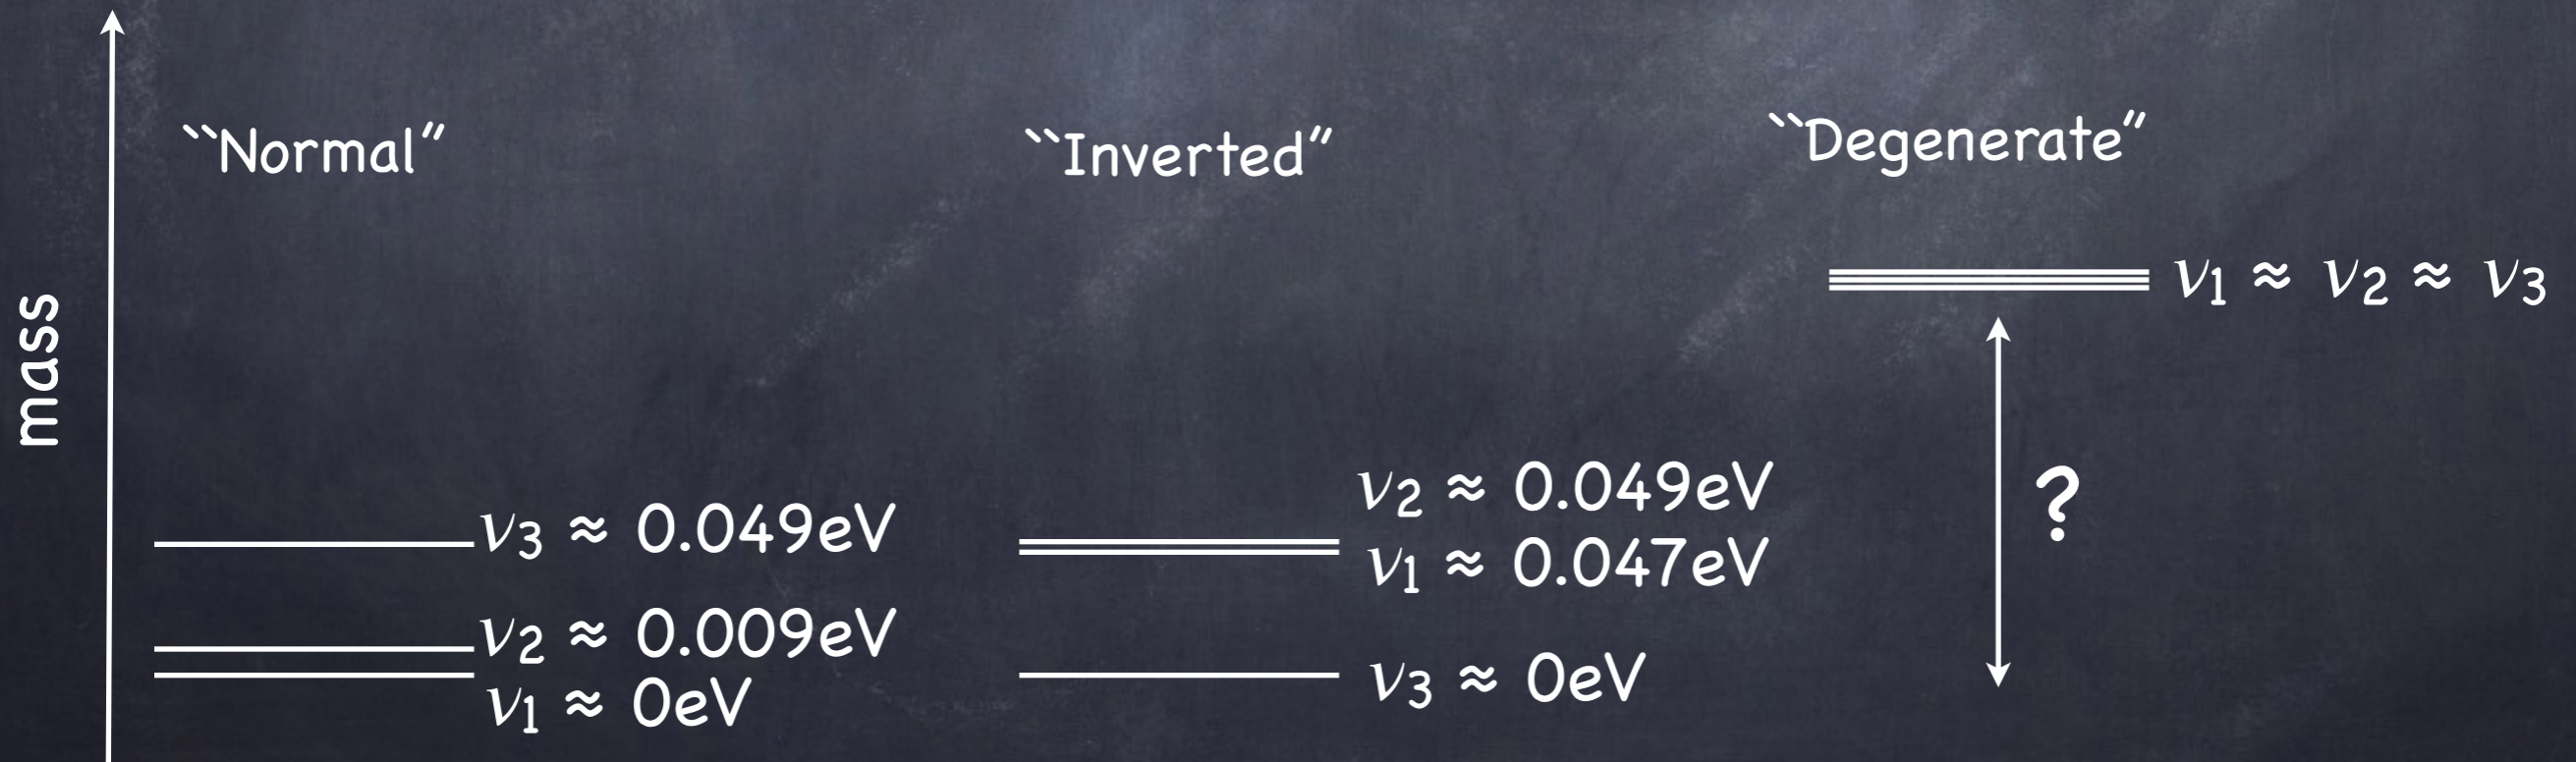 mass
``Normal”
ν3 ≈ 0.049eV
ν2 ≈ 0.009eV
ν1 ≈ 0eV
``Inverted”
ν2 ≈ 0.049eV
ν1 ≈ 0.047eV
ν3 ≈ 0eV
``Degenerate”
ν1 ≈ ν2 ≈ ν3
?